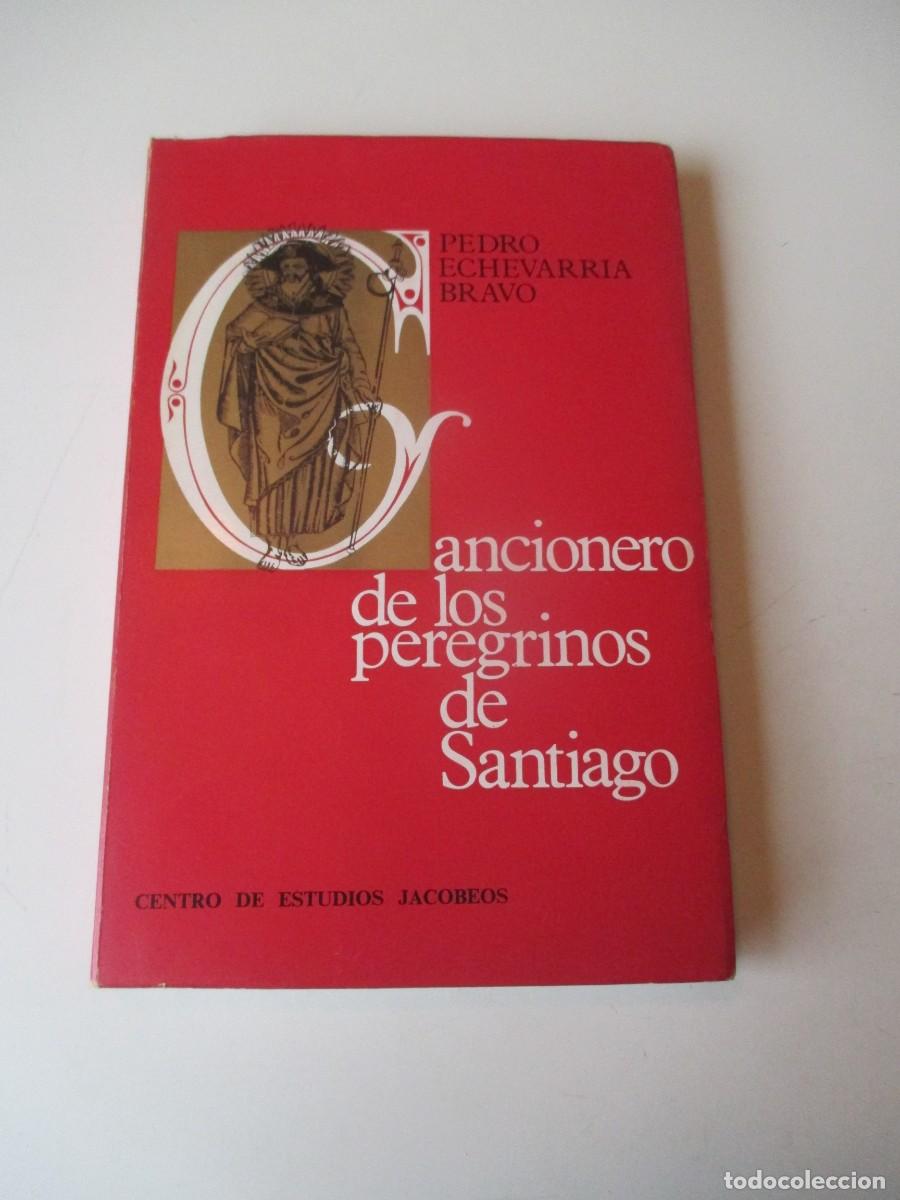 PEDRO
ECHEVARRIA
BRAVO
Cancionero
de los
peregrinos
de
Santiago
CENTRO DE ESTUDIOS JACOBEOS
todocoleccion